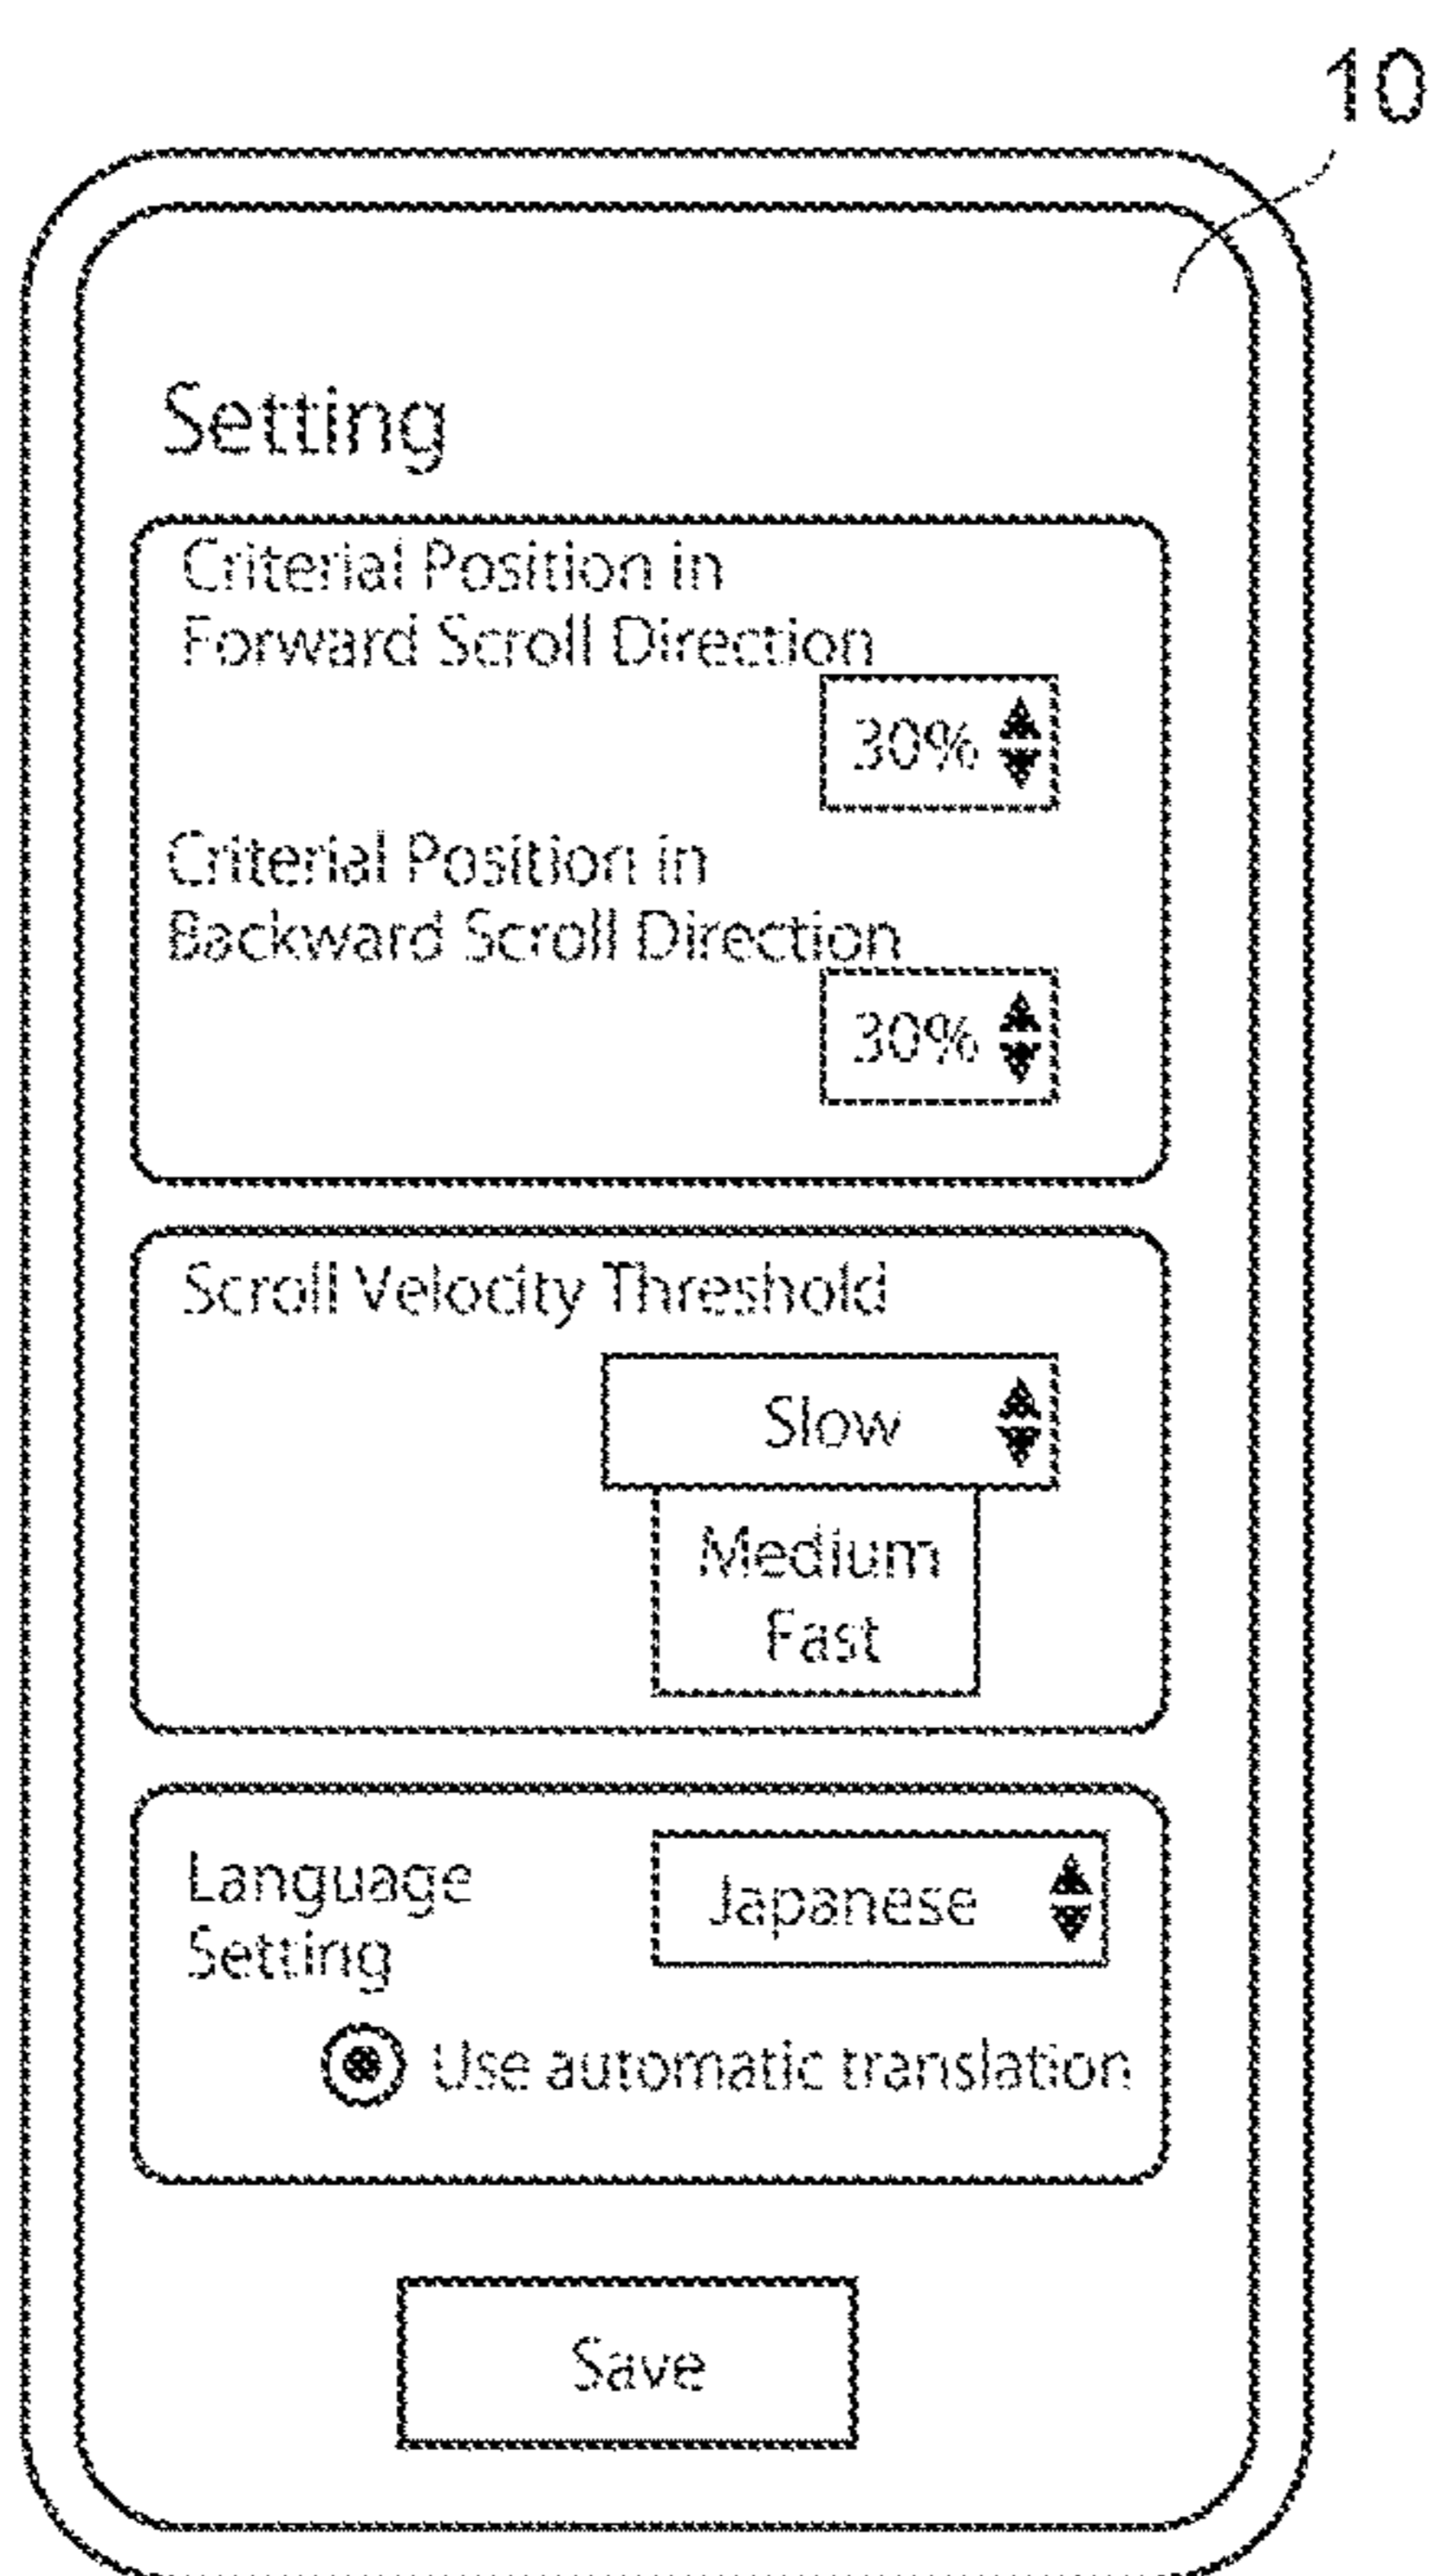 10
Setting
Criterial Position in
Forward Scroll Direction
30%
Criterial Position in
Backward Scroll Direction
30%
Scroll Velocity Threshold
Slow
Medium
Fast
Language
Setting
Japanese
Use automatic translation
Save